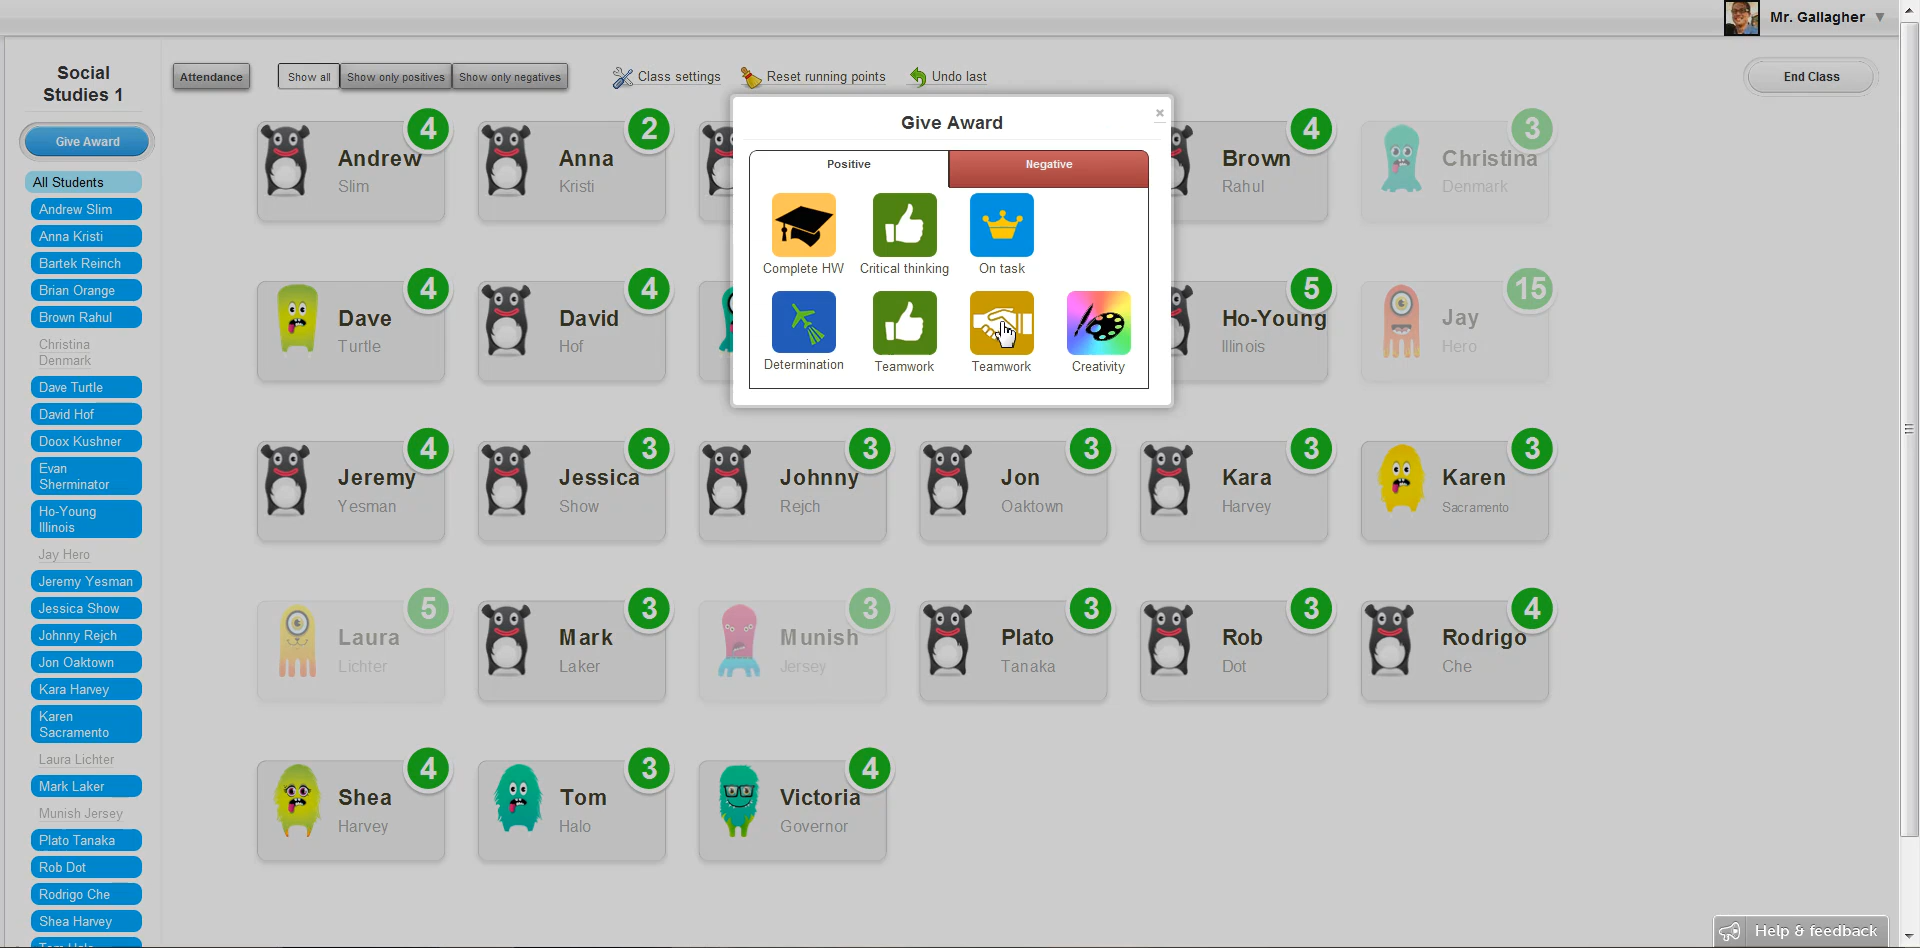 Mr. Gallagher
Social
Studies 1
Attendance
Show all
Show only positives
Show only negatives
Class settings
Reset running points
Undo last
End Class
Give Award
All Students
Andrew Slim
Anna Kristi
Bartek Reinch
Brian Orange
Brown Rahul
Christina
Denmark
Dave Turtle
David Hof
Doox Kushner
Evan
Sherminator
Ho-Young
Illinois
Jay Hero
Jeremy Yesman
Jessica Show
Johnny Rejch
Jon Oaktown
Kara Harvey
Karen
Sacramento
Laura Lichter
Mark Laker
Munish Jersey
Plato Tanaka
Rob Dot
Rodrigo Che
Shea Harvey
Give Award
Positive
Negative
Complete HW
Critical thinking
On task
Determination
Teamwork
Teamwork
Creativity
4
Andrew
Slim
2
Anna
Kristi
4
Brown
Rahul
3
Christina
Denmark
4
Dave
Turtle
4
David
Hof
5
Ho-Young
Illinois
15
Jay
Hero
4
Jeremy
Yesman
3
Jessica
Show
3
Johnny
Rejch
3
Jon
Oaktown
3
Kara
Harvey
3
Karen
Sacramento
5
Laura
Lichter
3
Mark
Laker
3
Munish
Jersey
3
Plato
Tanaka
3
Rob
Dot
4
Rodrigo
Che
4
Shea
Harvey
3
Tom
Halo
4
Victoria
Governor
Help & feedback